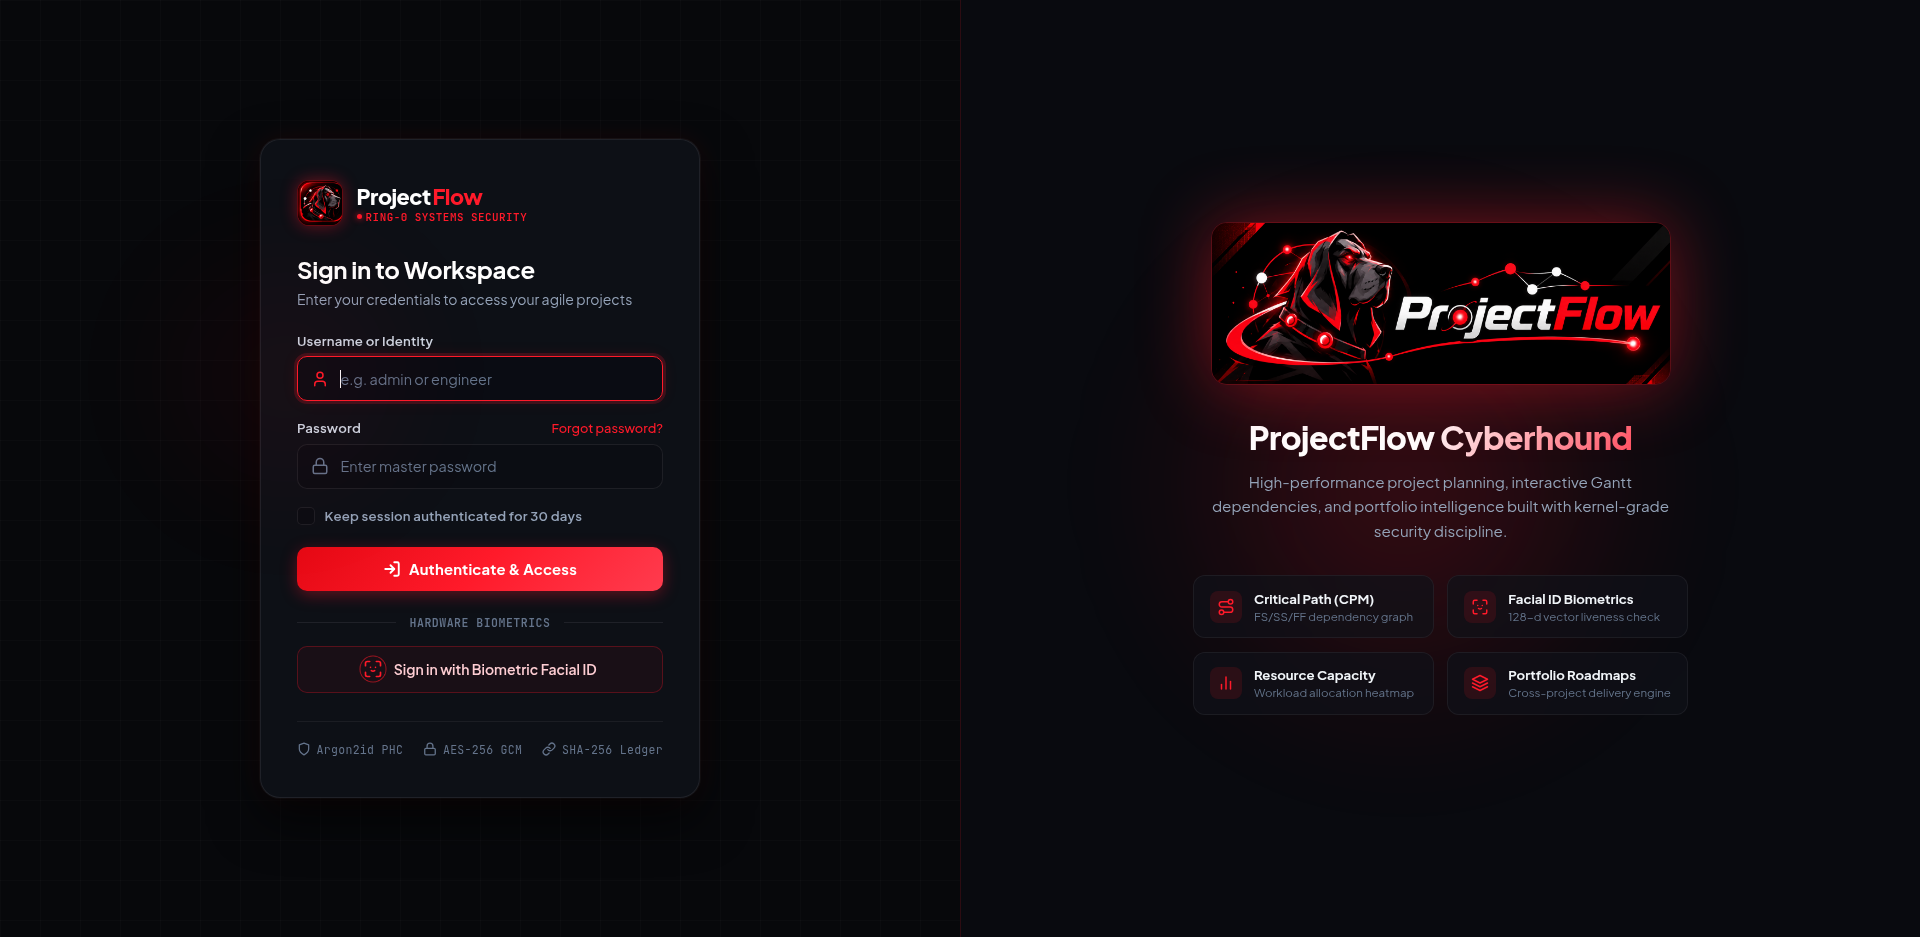 ProjectFlow
RING-0 SYSTEMS SECURITY
Sign in to Workspace
Enter your credentials to access your agile projects
Username or Identity
e.g. admin or engineer
Password
Forgot password?
Enter master password
Keep session authenticated for 30 days
Authenticate & Access
HARDWARE BIOMETRICS
Sign in with Biometric Facial ID
Argon2id PHC
AES-256 GCM
SHA-256 Ledger
ProjectFlow
ProjectFlow Cyberhound
High-performance project planning, interactive Gantt
dependencies, and portfolio intelligence built with kernel-grade
security discipline.
Critical Path (CPM)
FS/SS/FF dependency graph
Facial ID Biometrics
128-d vector liveness check
Resource Capacity
Workload allocation heatmap
Portfolio Roadmaps
Cross-project delivery engine